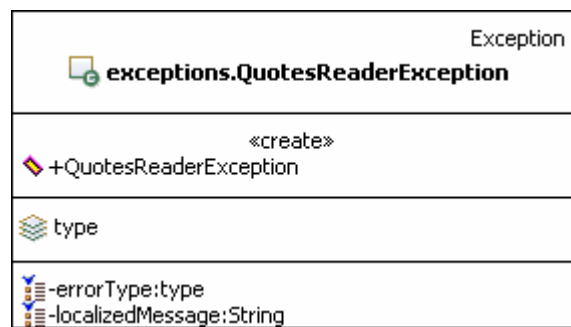 Exception
exceptions.QuotesReaderException
«create»
+QuotesReaderException
type
-errorType:type
-localizedMessage:String